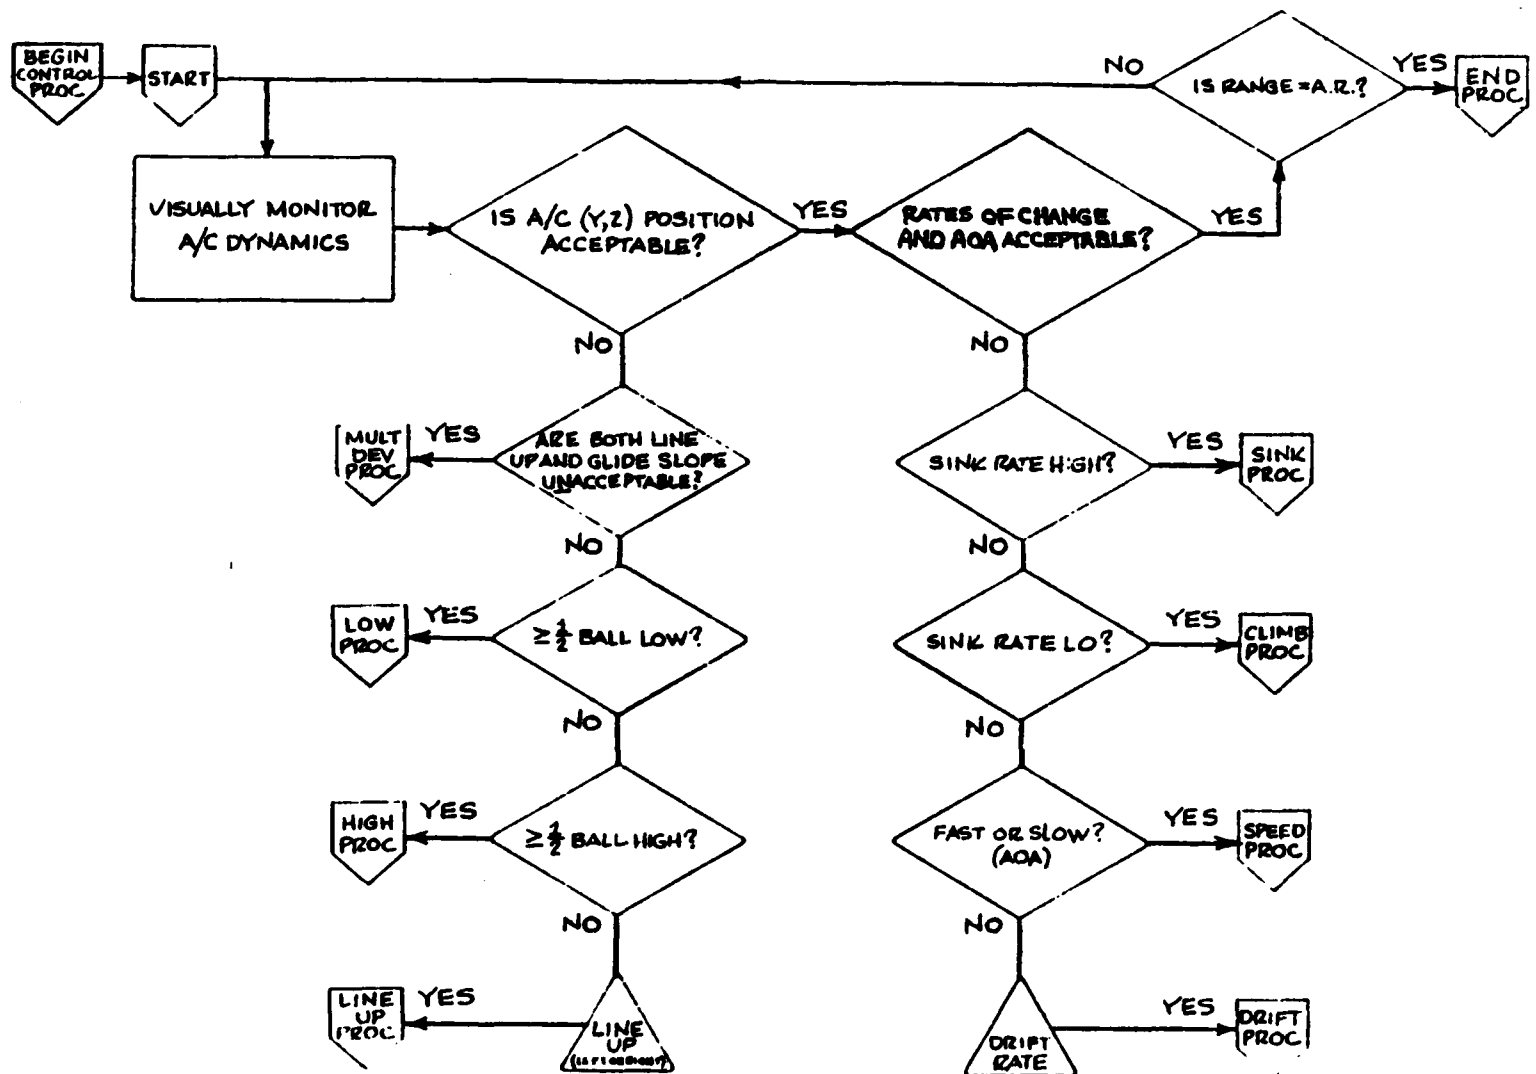 BEGIN
CONTROL
PROC
START
NO
IS RANGE = A.R.?
YES
END
PROC
VISUALLY MONITOR
A/C DYNAMICS
IS A/C (Y,Z) POSITION
ACCEPTABLE?
YES
RATES OF CHANGE
AND AOA ACCEPTABLE?
YES
NO
NO
MULT
DEV
PROC
YES
ARE BOTH LINE
UP AND GLIDE SLOPE
UNACCEPTABLE?
SINK RATE HIGH?
YES
SINK
PROC
NO
NO
LOW
PROC
YES
≥ 1/2 BALL LOW?
SINK RATE LO?
YES
CLIMB
PROC
NO
NO
HIGH
PROC
YES
≥ 1/2 BALL HIGH?
FAST OR SLOW?
(AOA)
YES
SPEED
PROC
NO
NO
LINE
UP
PROC
YES
LINE
UP
DRIFT
RATE
YES
DRIFT
PROC